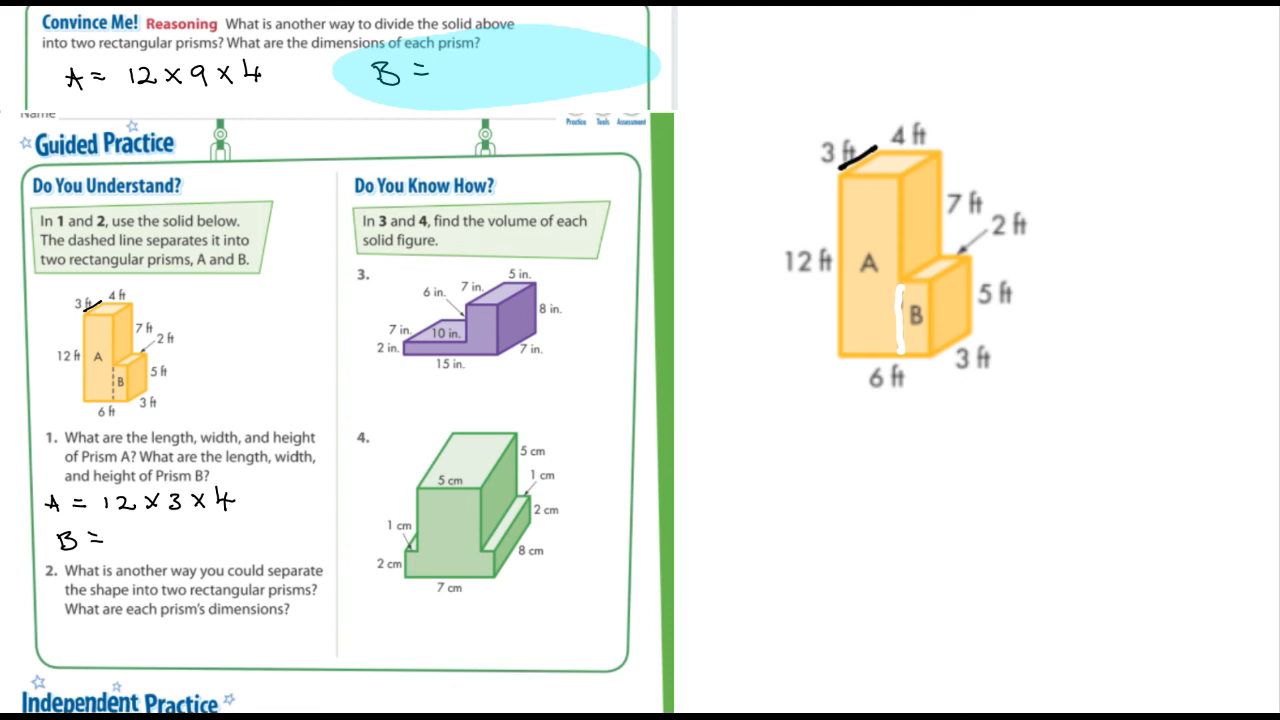 Convince Me! Reasoning What is another way to divide the solid above
into two rectangular prisms? What are the dimensions of each prism?
A = 12 × 9 × 4
B =
Name
Practice Tools Assessment
Guided Practice
Do You Understand?
In 1 and 2, use the solid below.
The dashed line separates it into
two rectangular prisms, A and B.
3 ft
4 ft
7 ft
2 ft
12 ft
A
B
5 ft
3 ft
6 ft
1. What are the length, width, and height
of Prism A? What are the length, width,
and height of Prism B?
A = 12 × 3 × 4
B =
2. What is another way you could separate
the shape into two rectangular prisms?
What are each prism's dimensions?
Do You Know How?
In 3 and 4, find the volume of each
solid figure.
3.
5 in.
7 in.
6 in.
8 in.
7 in.
10 in.
2 in.
7 in.
15 in.
4.
5 cm
1 cm
5 cm
2 cm
1 cm
8 cm
2 cm
7 cm
Independent Practice
4 ft
3 ft
7 ft
2 ft
12 ft
A
5 ft
B
3 ft
6 ft